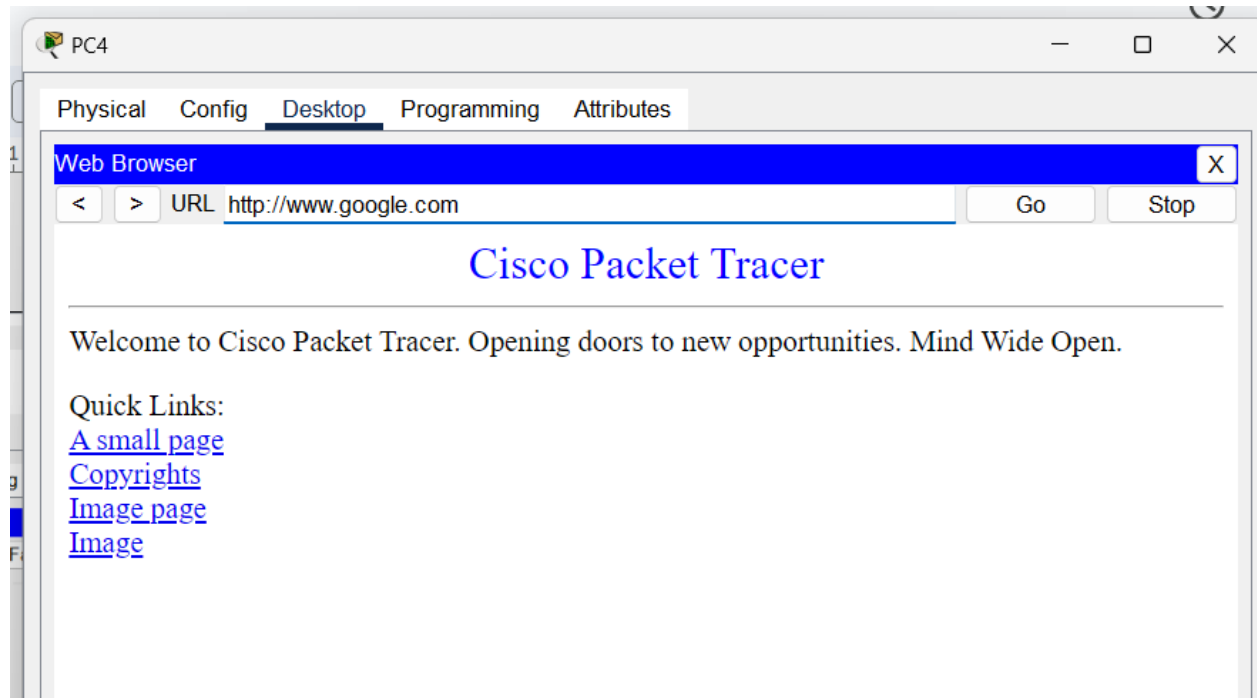 PC4
Physical Config Desktop Programming Attributes
1
Web Browser X
< > URL http://www.google.com Go Stop
Cisco Packet Tracer
Welcome to Cisco Packet Tracer. Opening doors to new opportunities. Mind Wide Open.
Quick Links:
A small page
Copyrights
g
Image page
Image